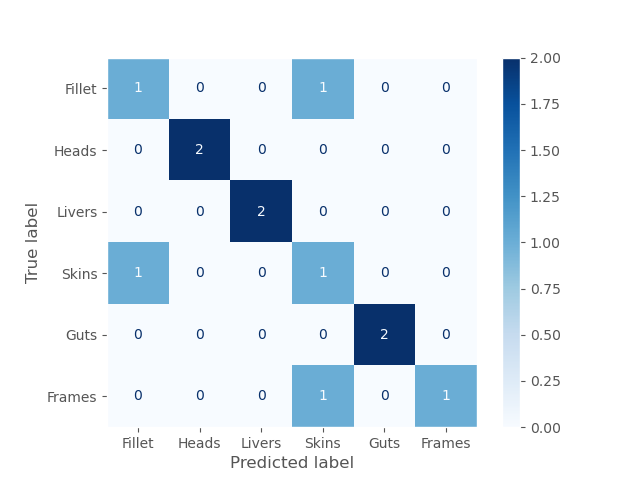 Fillet 1 0 0 1 0 0
Heads 0 2 0 0 0 0
Livers 0 0 2 0 0 0
Skins 1 0 0 1 0 0
Guts 0 0 0 0 2 0
Frames 0 0 0 1 0 1
Fillet Heads Livers Skins Guts Frames
Predicted label
True label
2.00
1.75
1.50
1.25
1.00
0.75
0.50
0.25
0.00